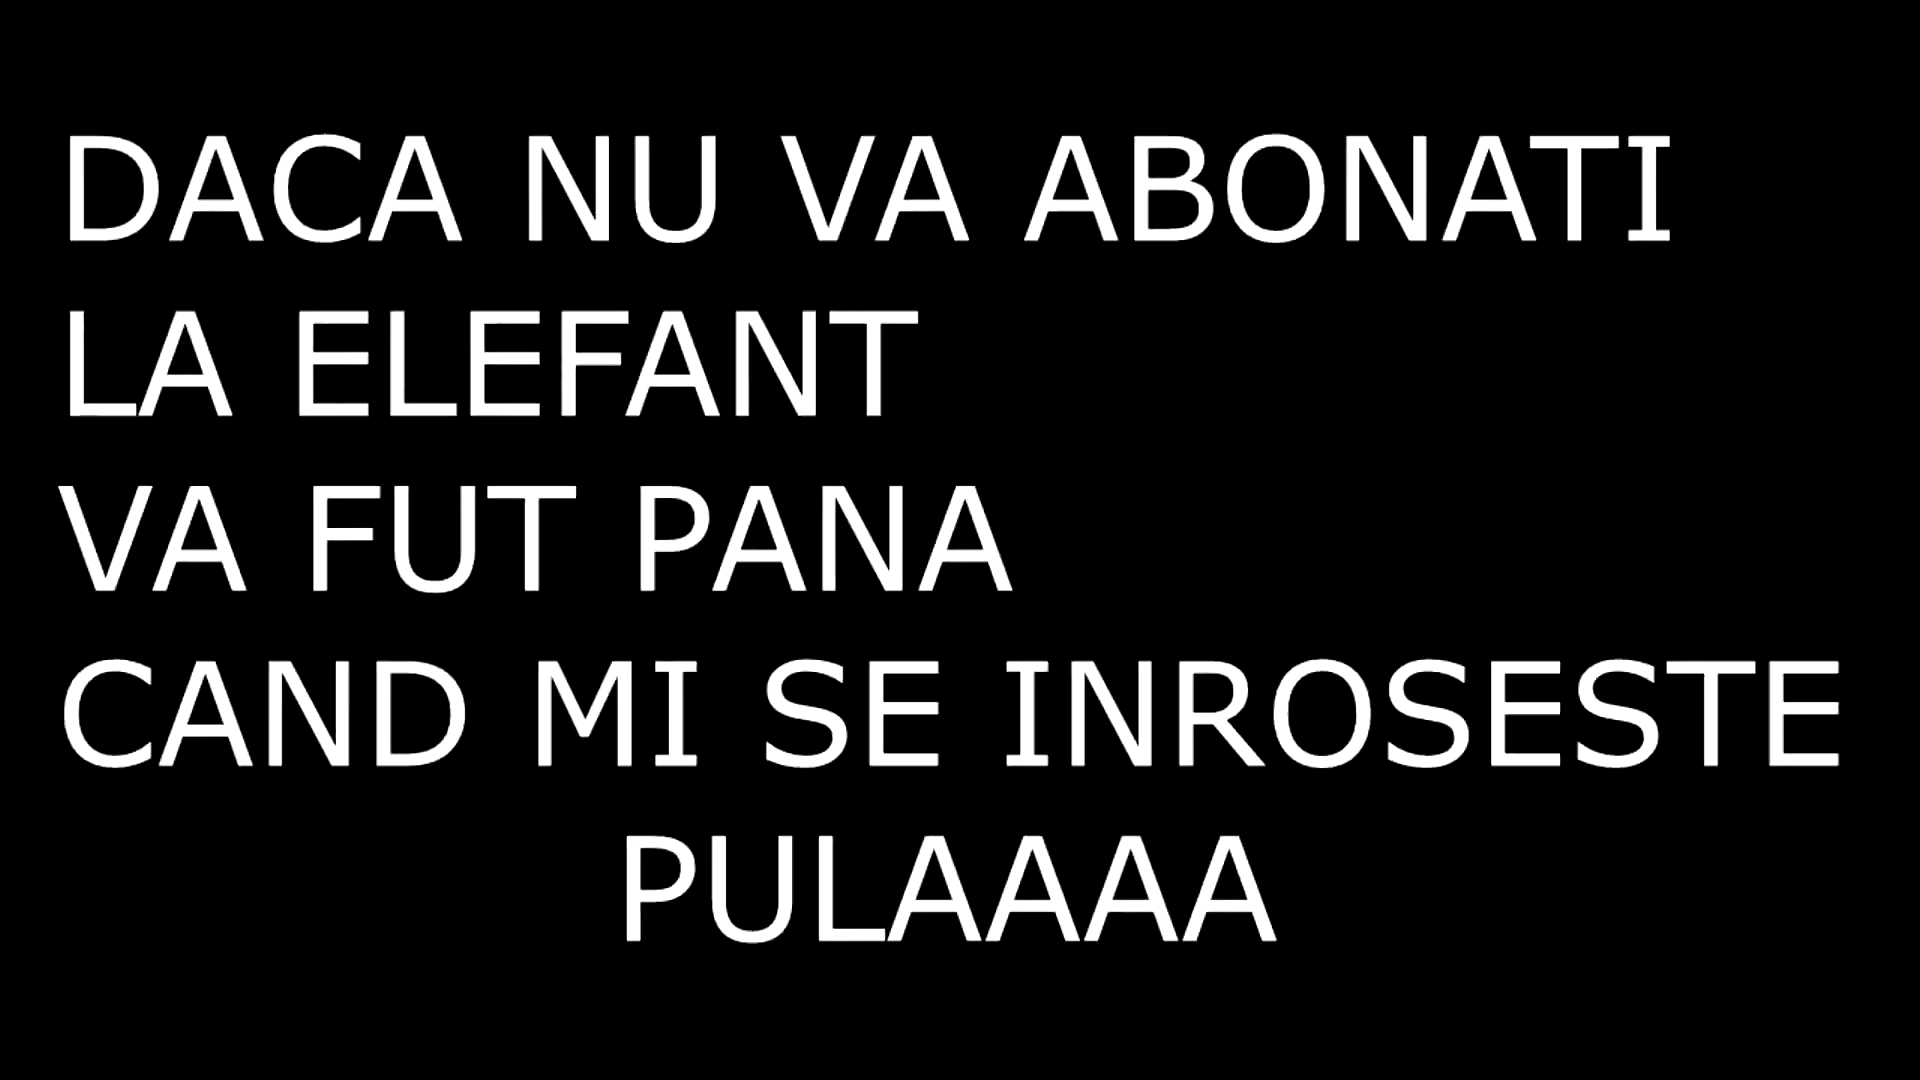 DACA NU VA ABONATI
LA ELEFANT
VA FUT PANA
CAND MI SE INROSESTE
PULAAAA